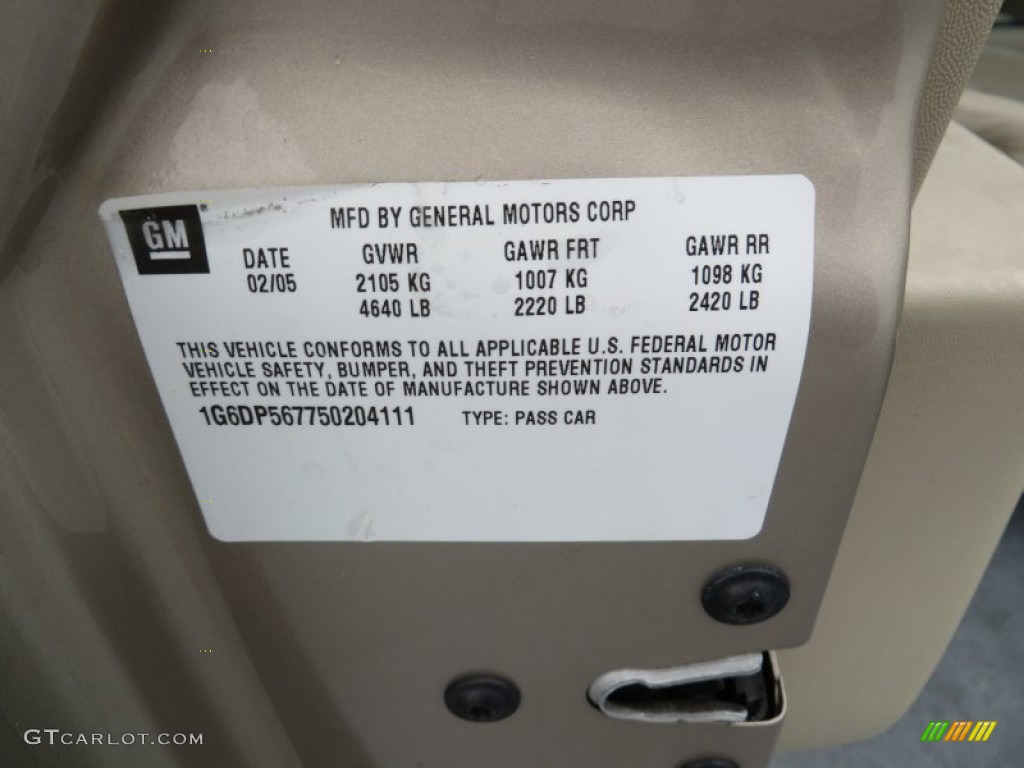 GM
MFD BY GENERAL MOTORS CORP
DATE GVWR GAWR FRT GAWR RR
02/05 2105 KG 1007 KG 1098 KG
4640 LB 2220 LB 2420 LB
THIS VEHICLE CONFORMS TO ALL APPLICABLE U.S. FEDERAL MOTOR
VEHICLE SAFETY, BUMPER, AND THEFT PREVENTION STANDARDS IN
EFFECT ON THE DATE OF MANUFACTURE SHOWN ABOVE.
1G6DP567750204111 TYPE: PASS CAR
GTCARLOT.COM